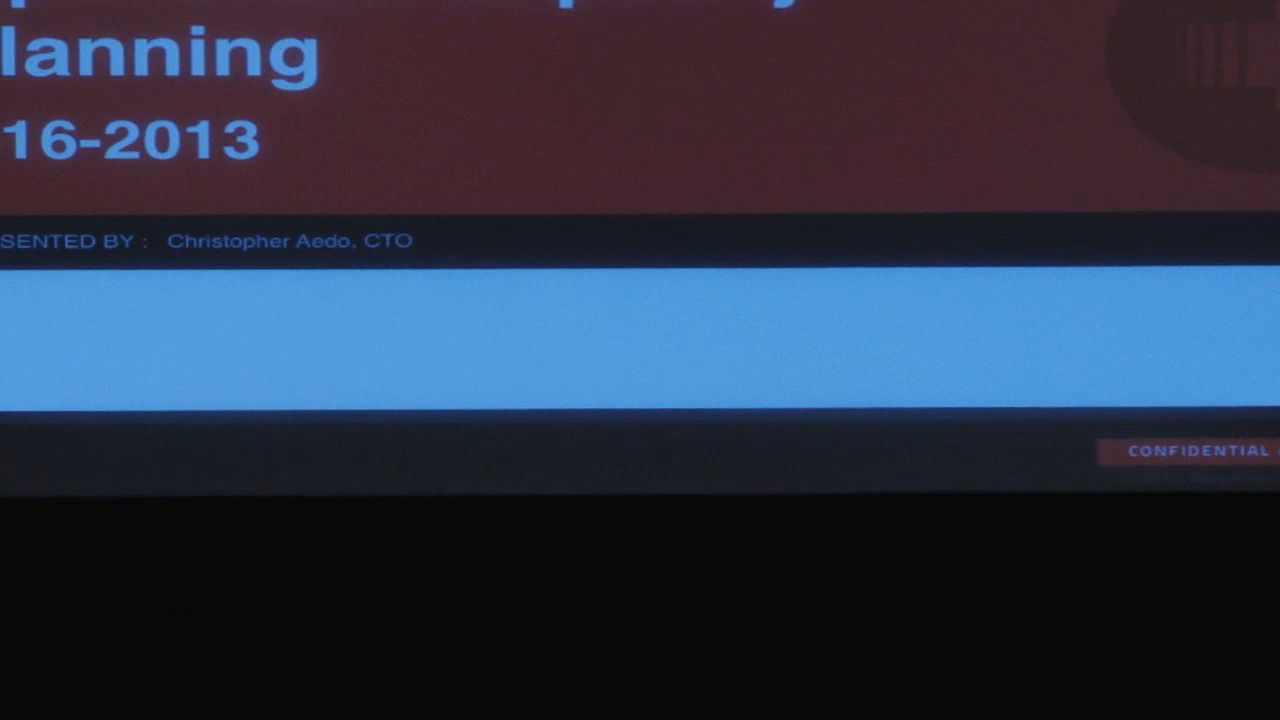 lanning
16-2013
SENTED BY : Christopher Aedo, CTO
CONFIDENTIAL